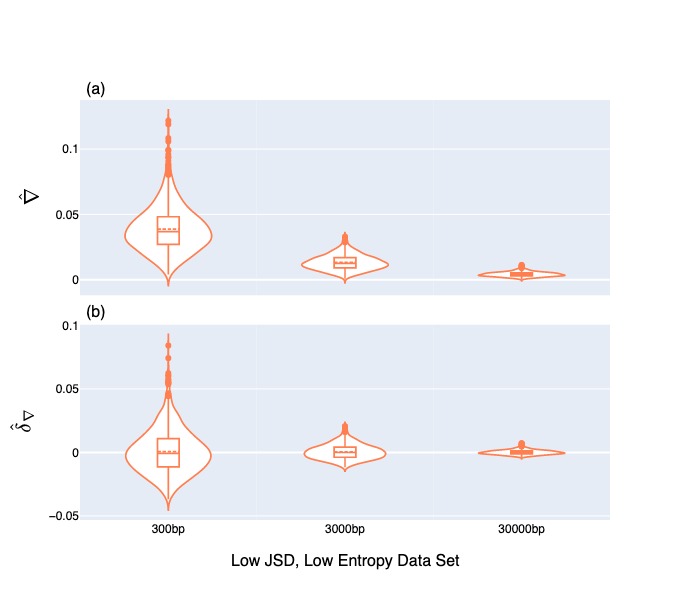 (a)
0.1
0.05
0
∇̂
(b)
0.1
0.05
0
−0.05
δ̂∇
300bp 3000bp 30000bp
Low JSD, Low Entropy Data Set